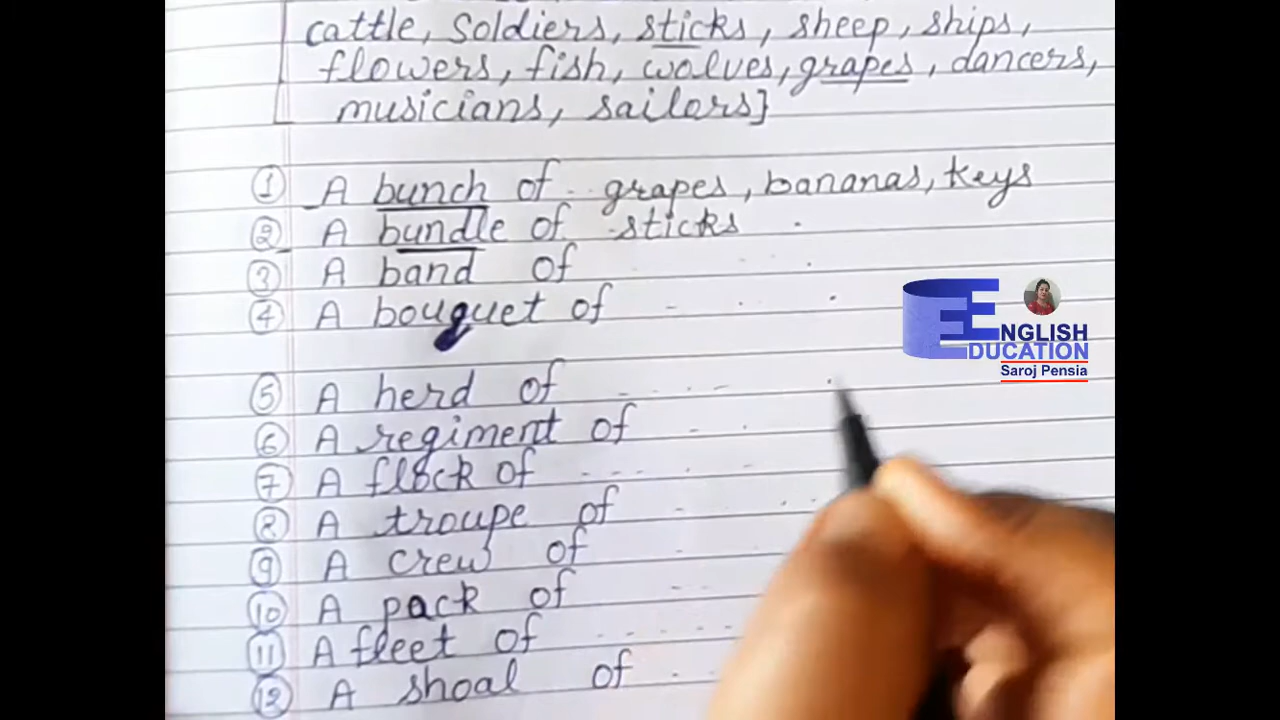 cattle, soldiers, sticks, sheep, ships,
flowers, fish, wolves, grapes, dancers,
musicians, sailors]
① A bunch of grapes, bananas, keys
② A bundle of sticks
③ A band of
④ A bouquet of
ENGLISH
EDUCATION
Saroj Pensia
⑤ A herd of
⑥ A regiment of
⑦ A flock of
⑧ A troupe of
⑨ A crew of
⑩ A pack of
⑪ A fleet of
⑫ A shoal of